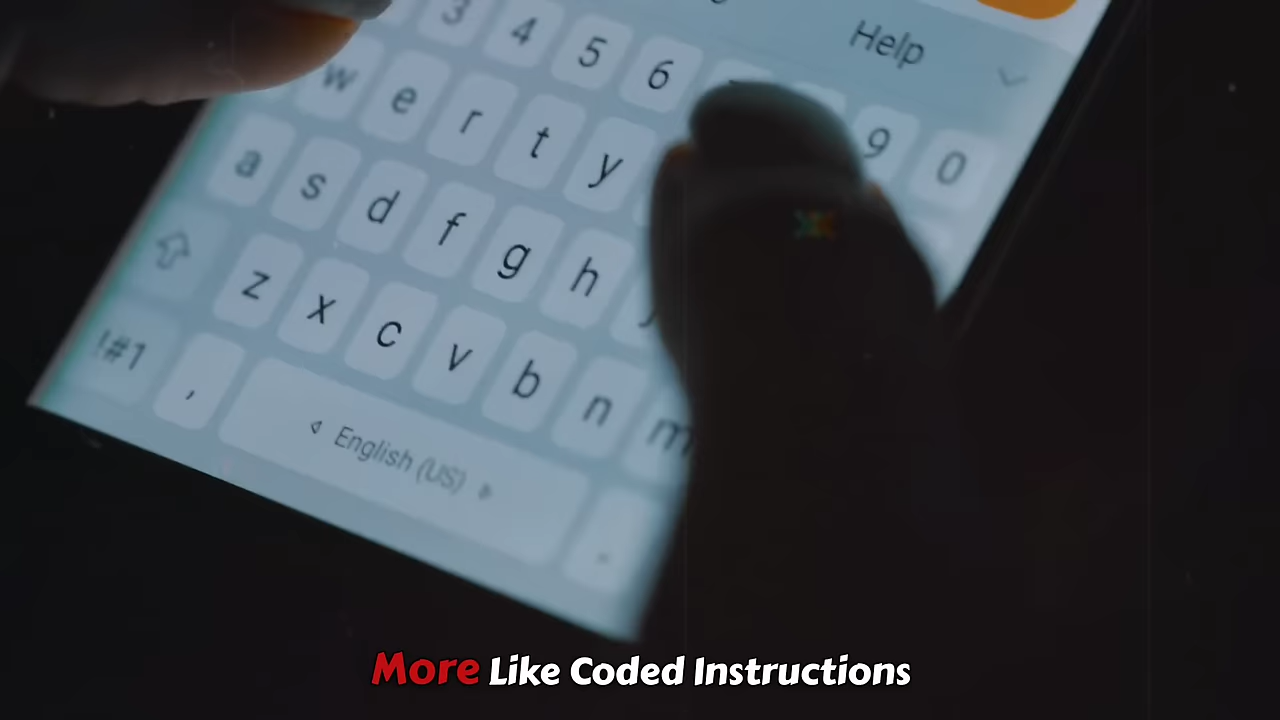 Help
3 4 5 6 9 0
w e r t y
a s d f g h j
z x c v b n m
!#1 , English (US) .
More Like Coded Instructions